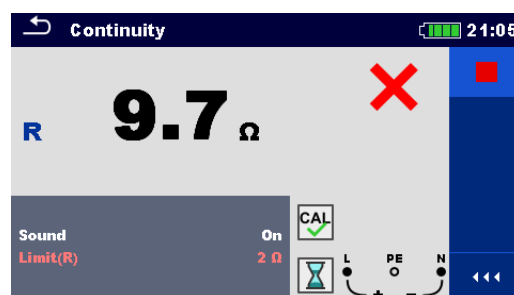 Continuity 21:05
R 9.7 Ω
Sound On
Limit(R) 2 Ω
CAL
L PE N
+ -